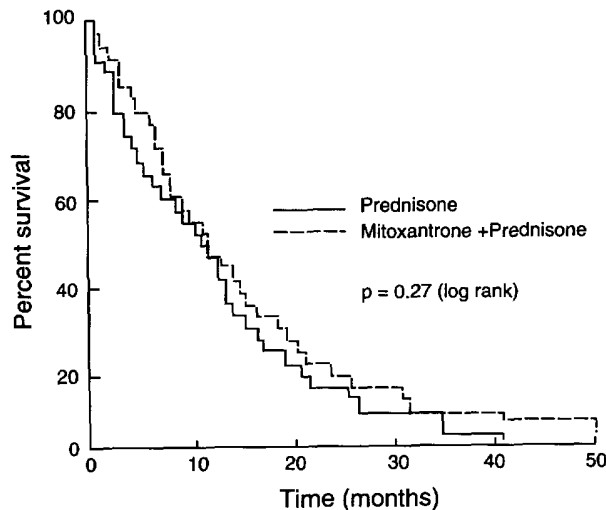 100
80
60
40
20
0
Percent survival
Prednisone
Mitoxantrone +Prednisone
p = 0.27 (log rank)
0 10 20 30 40 50
Time (months)